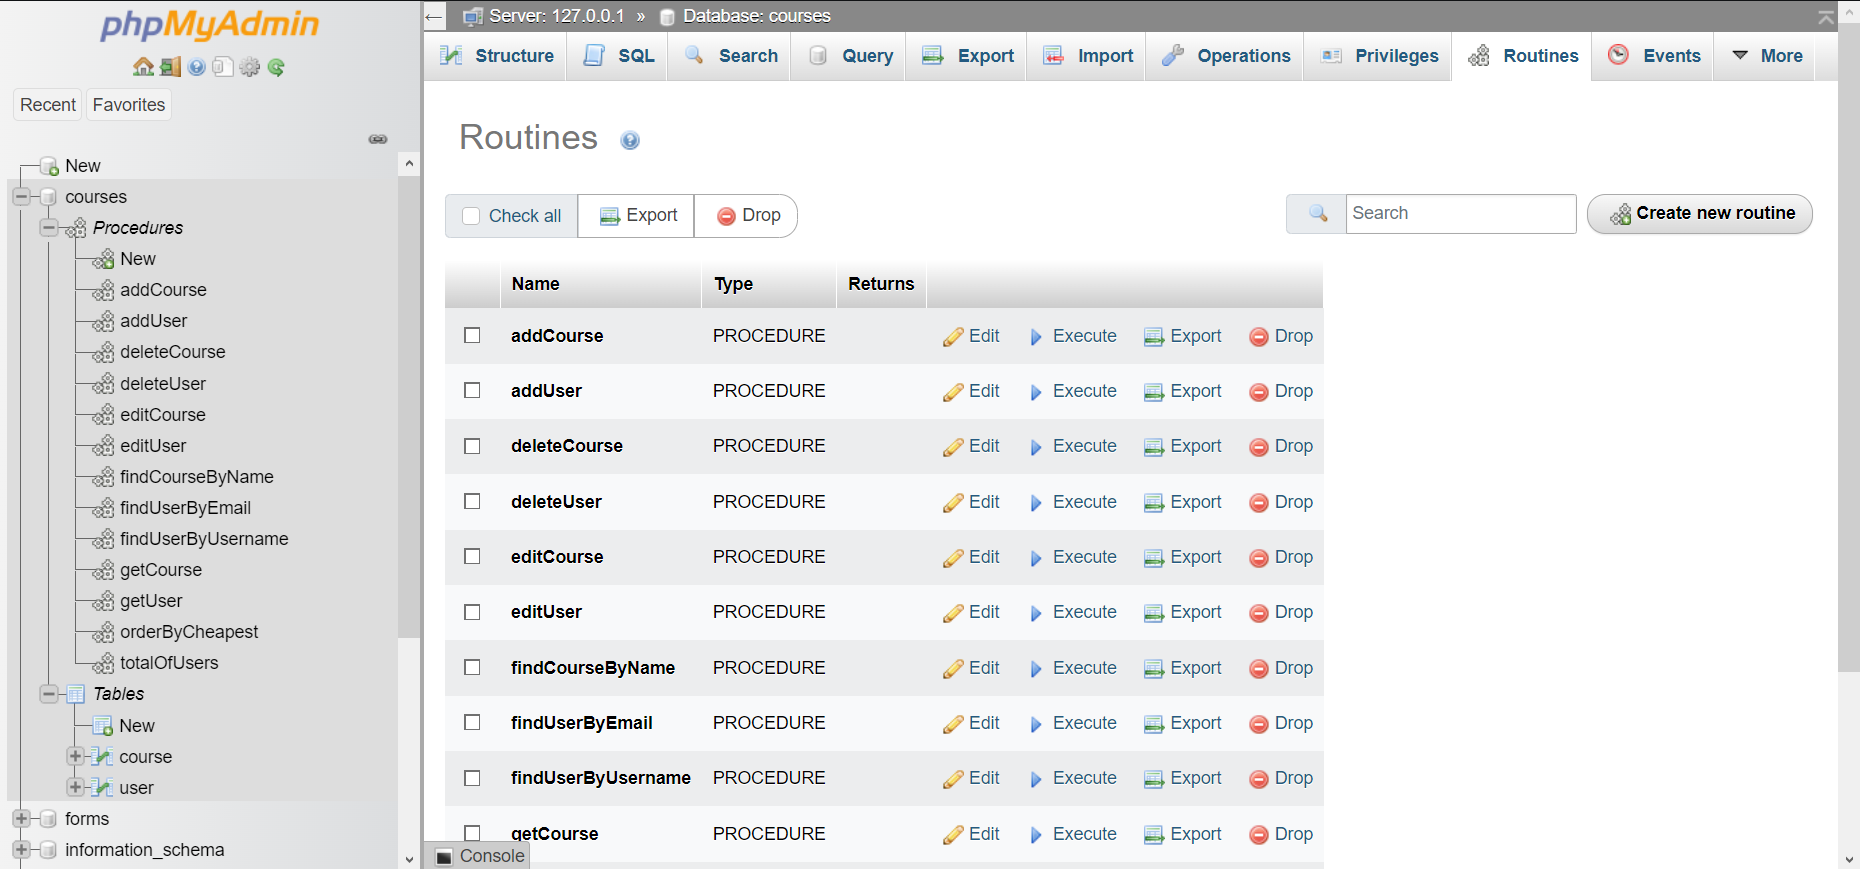 phpMyAdmin
Recent Favorites
New
courses
Procedures
New
addCourse
addUser
deleteCourse
deleteUser
editCourse
editUser
findCourseByName
findUserByEmail
findUserByUsername
getCourse
getUser
orderByCheapest
totalOfUsers
Tables
New
course
user
forms
information_schema
Server: 127.0.0.1 » Database: courses
Structure SQL Search Query Export Import Operations Privileges Routines Events More
Routines
Check all Export Drop Search Create new routine
Name Type Returns
addCourse PROCEDURE Edit Execute Export Drop
addUser PROCEDURE Edit Execute Export Drop
deleteCourse PROCEDURE Edit Execute Export Drop
deleteUser PROCEDURE Edit Execute Export Drop
editCourse PROCEDURE Edit Execute Export Drop
editUser PROCEDURE Edit Execute Export Drop
findCourseByName PROCEDURE Edit Execute Export Drop
findUserByEmail PROCEDURE Edit Execute Export Drop
findUserByUsername PROCEDURE Edit Execute Export Drop
getCourse PROCEDURE Edit Execute Export Drop
Console